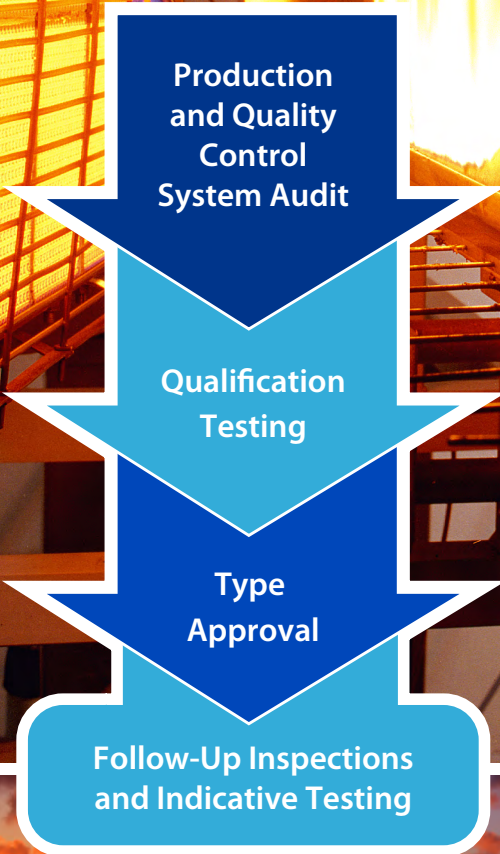 Production
and Quality
Control
System Audit
Qualification
Testing
Type
Approval
Follow-Up Inspections
and Indicative Testing